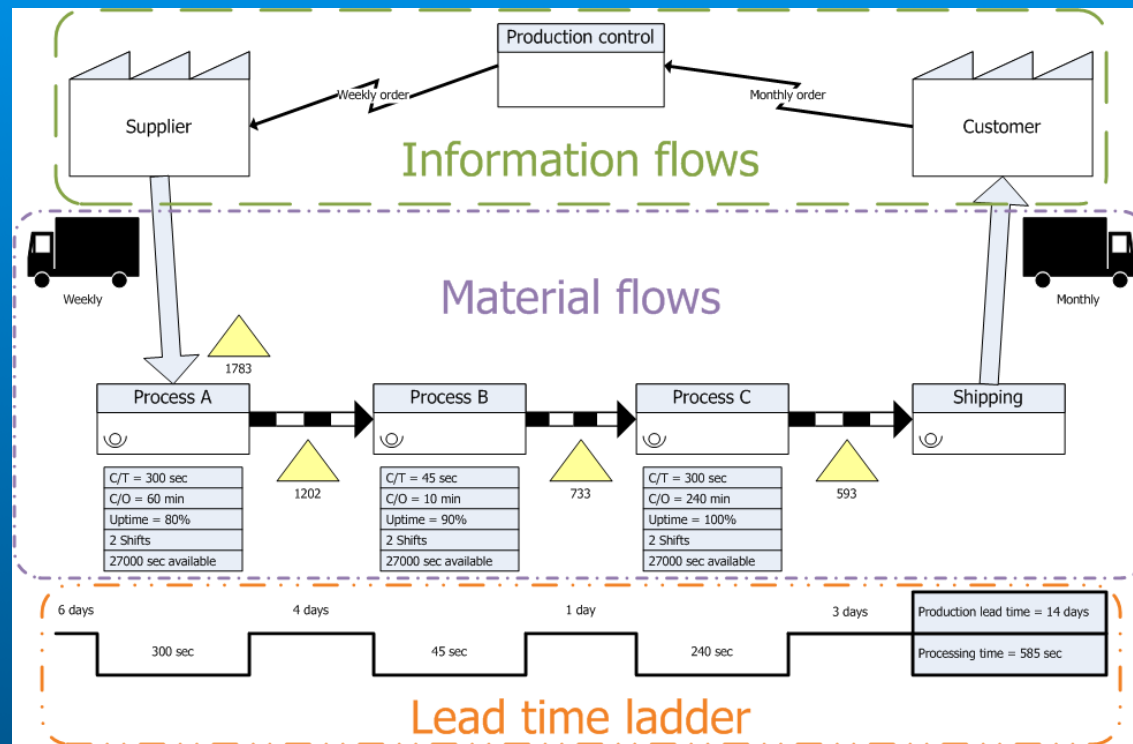 Production control
Weekly order
Monthly order
Supplier
Customer
Information flows
Weekly
Monthly
Material flows
1783
Process A
Process B
Process C
Shipping
1202
733
593
C/T = 300 sec
C/O = 60 min
Uptime = 80%
2 Shifts
27000 sec available
C/T = 45 sec
C/O = 10 min
Uptime = 90%
2 Shifts
27000 sec available
C/T = 300 sec
C/O = 240 min
Uptime = 100%
2 Shifts
27000 sec available
6 days
4 days
1 day
3 days
Production lead time = 14 days
300 sec
45 sec
240 sec
Processing time = 585 sec
Lead time ladder